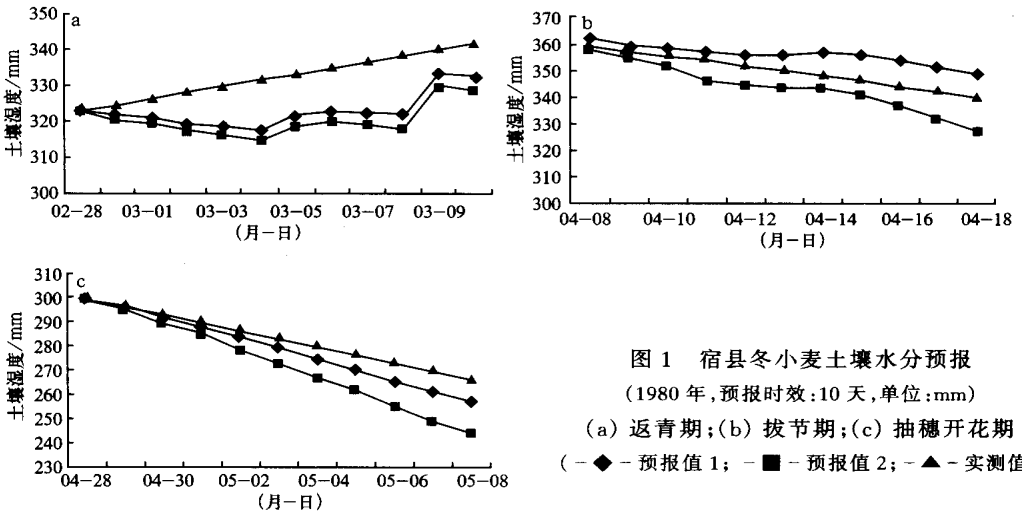 a
350
340
330
320
310
300
土壤湿度/mm
02-28 03-01 03-03 03-05 03-07 03-09
(月-日)
b
370
360
350
340
330
320
310
300
土壤湿度/mm
04-08 04-10 04-12 04-14 04-16 04-18
(月-日)
c
310
300
290
280
270
260
250
240
230
土壤湿度/mm
04-28 04-30 05-02 05-04 05-06 05-08
(月-日)
图1 宿县冬小麦土壤水分预报
(1980年,预报时效:10天,单位:mm)
(a) 返青期;(b) 拔节期;(c) 抽穗开花期
(-◆-预报值1; -■-预报值2; -▲-实测值